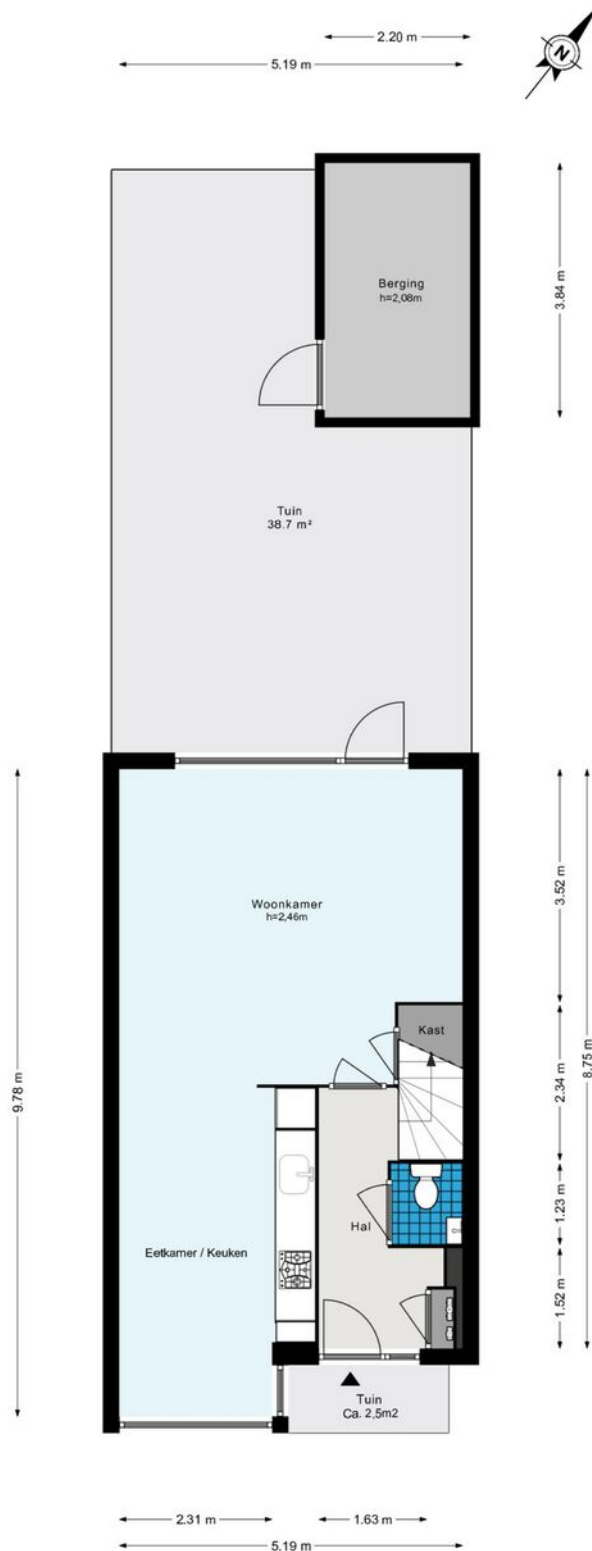 2.20 m
5.19 m
N
3.84 m
Berging
h=2,08m
Tuin
38.7 m²
3.52 m
Woonkamer
h=2,46m
Kast
8.75 m
2.34 m
9.78 m
1.23 m
Hal
Eetkamer / Keuken
1.52 m
Tuin
Ca. 2,5m2
2.31 m
1.63 m
5.19 m